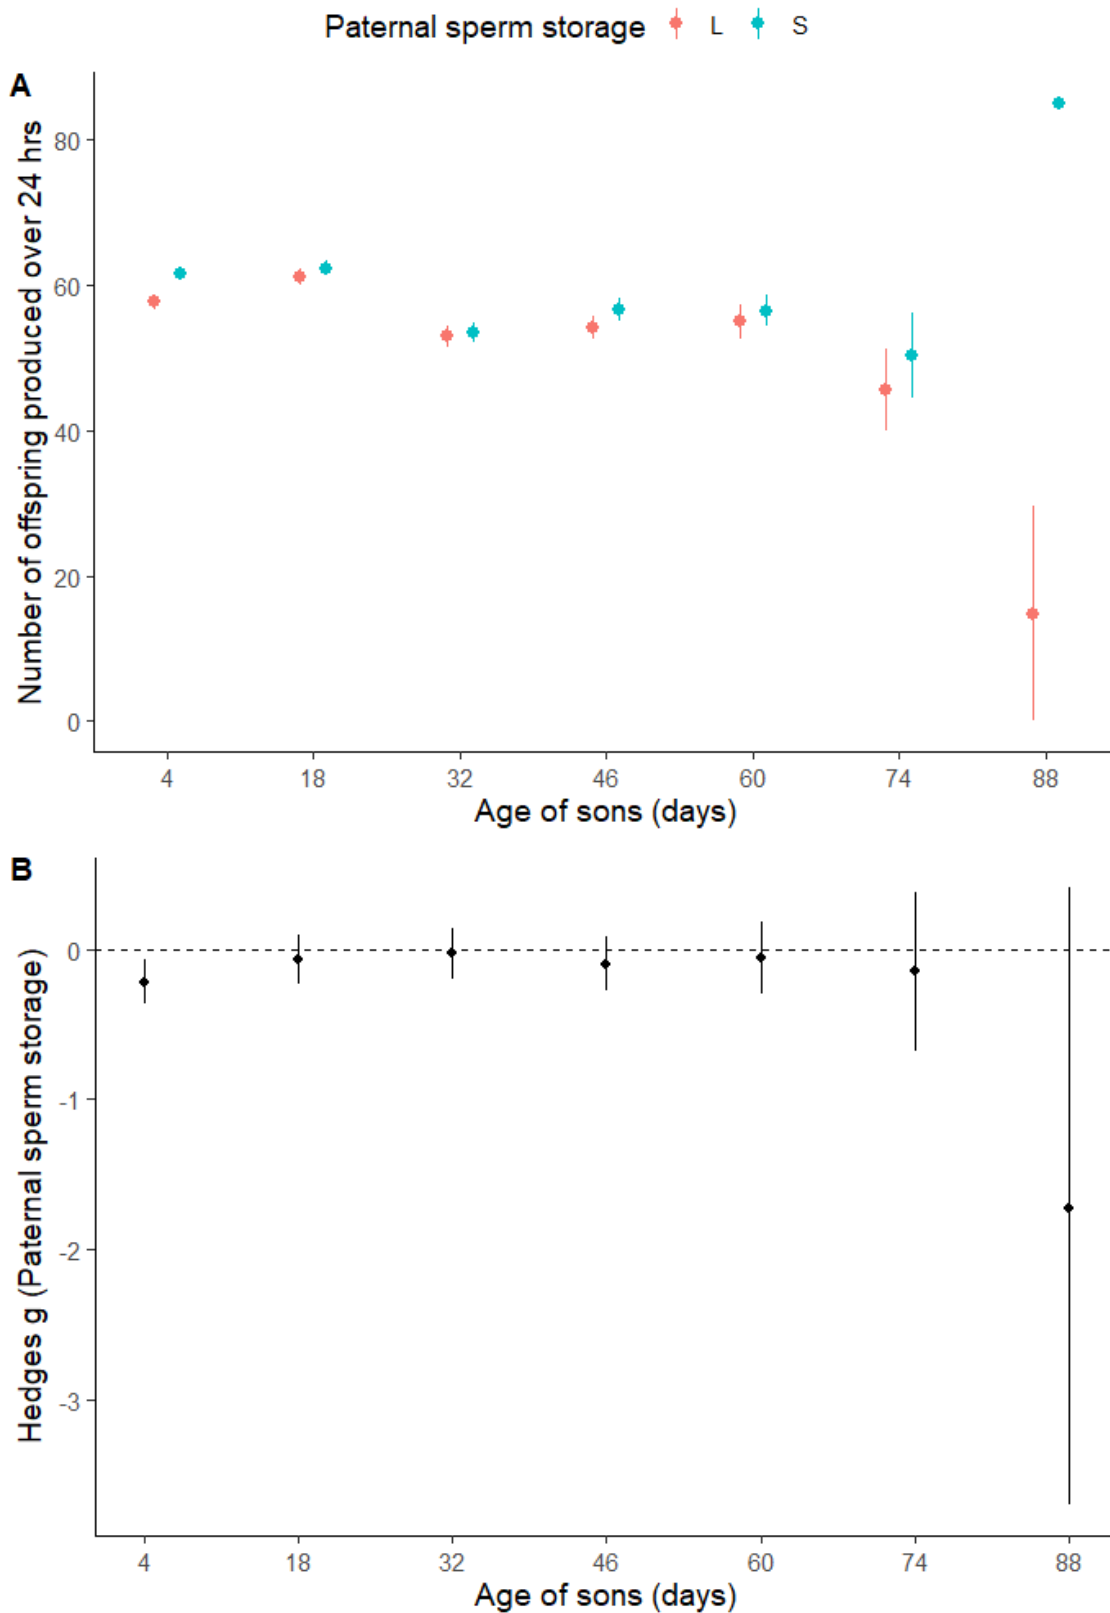 Paternal sperm storage L S
A
Number of offspring produced over 24 hrs
80
60
40
20
0
4 18 32 46 60 74 88
Age of sons (days)
B
Hedges g (Paternal sperm storage)
0
-1
-2
-3
4 18 32 46 60 74 88
Age of sons (days)